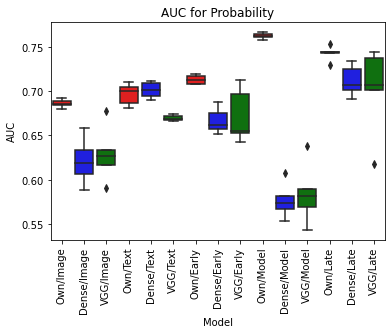 AUC for Probability
AUC
0.75
0.70
0.65
0.60
0.55
Own/Image
Dense/Image
VGG/Image
Own/Text
Dense/Text
VGG/Text
Own/Early
Dense/Early
VGG/Early
Own/Model
Dense/Model
VGG/Model
Own/Late
Dense/Late
VGG/Late
Model